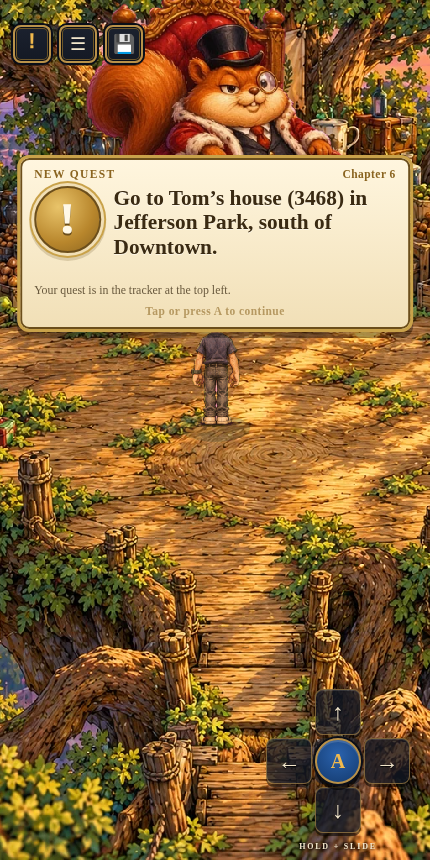 ! ☰ 💾
NEW QUEST Chapter 6
!
Go to Tom’s house (3468) in
Jefferson Park, south of
Downtown.
Your quest is in the tracker at the top left.
Tap or press A to continue
↑
← A →
↓
HOLD + SLIDE